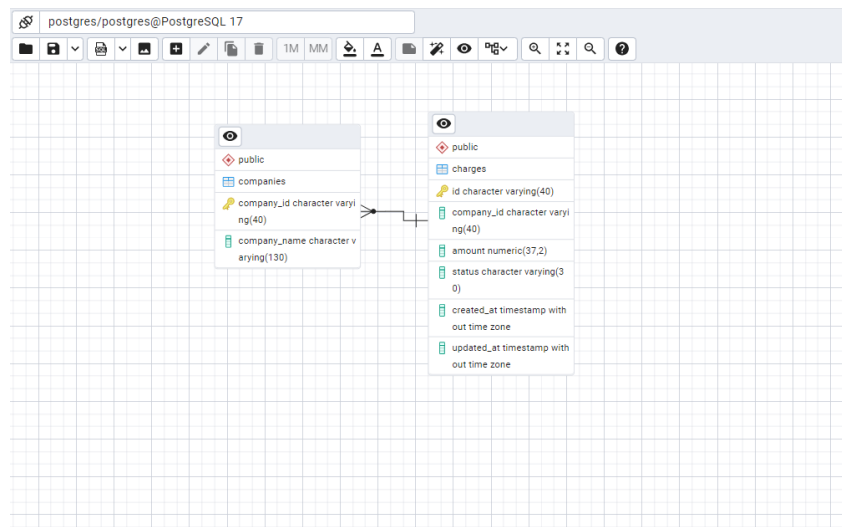 postgres/postgres@PostgreSQL 17
1M MM A
public
companies
company_id character varyi
ng(40)
company_name character v
arying(130)
public
charges
id character varying(40)
company_id character varyi
ng(40)
amount numeric(37,2)
status character varying(3
0)
created_at timestamp with
out time zone
updated_at timestamp with
out time zone